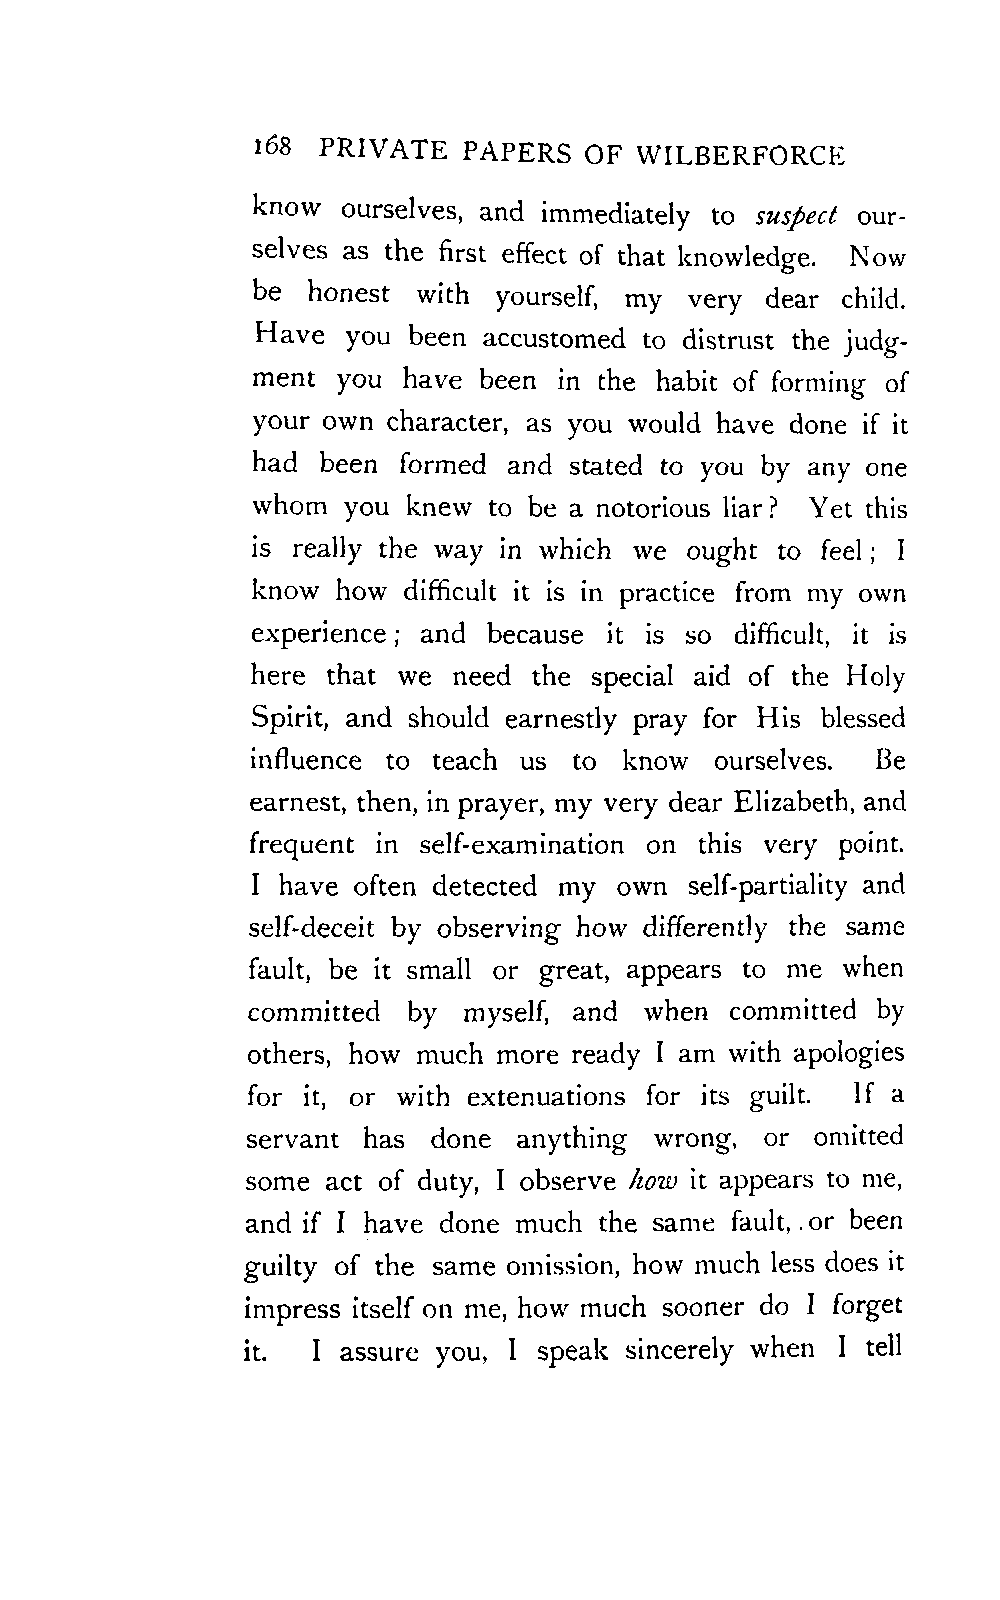 168 PRIVATE PAPERS OF WILBERFORCE
know ourselves, and immediately to suspect our-
selves as the first effect of that knowledge. Now
be honest with yourself, my very dear child.
Have you been accustomed to distrust the judg-
ment you have been in the habit of forming of
your own character, as you would have done if it
had been formed and stated to you by any one
whom you knew to be a notorious liar? Yet this
is really the way in which we ought to feel; I
know how difficult it is in practice from my own
experience; and because it is so difficult, it is
here that we need the special aid of the Holy
Spirit, and should earnestly pray for His blessed
influence to teach us to know ourselves. Be
earnest, then, in prayer, my very dear Elizabeth, and
frequent in self-examination on this very point.
I have often detected my own self-partiality and
self-deceit by observing how differently the same
fault, be it small or great, appears to me when
committed by myself, and when committed by
others, how much more ready I am with apologies
for it, or with extenuations for its guilt. If a
servant has done anything wrong, or omitted
some act of duty, I observe how it appears to me,
and if I have done much the same fault, or been
guilty of the same omission, how much less does it
impress itself on me, how much sooner do I forget
it. I assure you, I speak sincerely when I tell